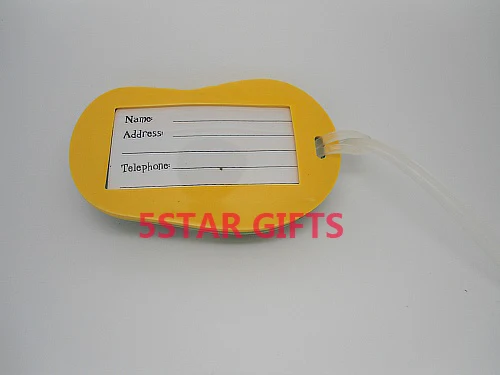 Name:
Address:
Telephone:
5STAR GIFTS